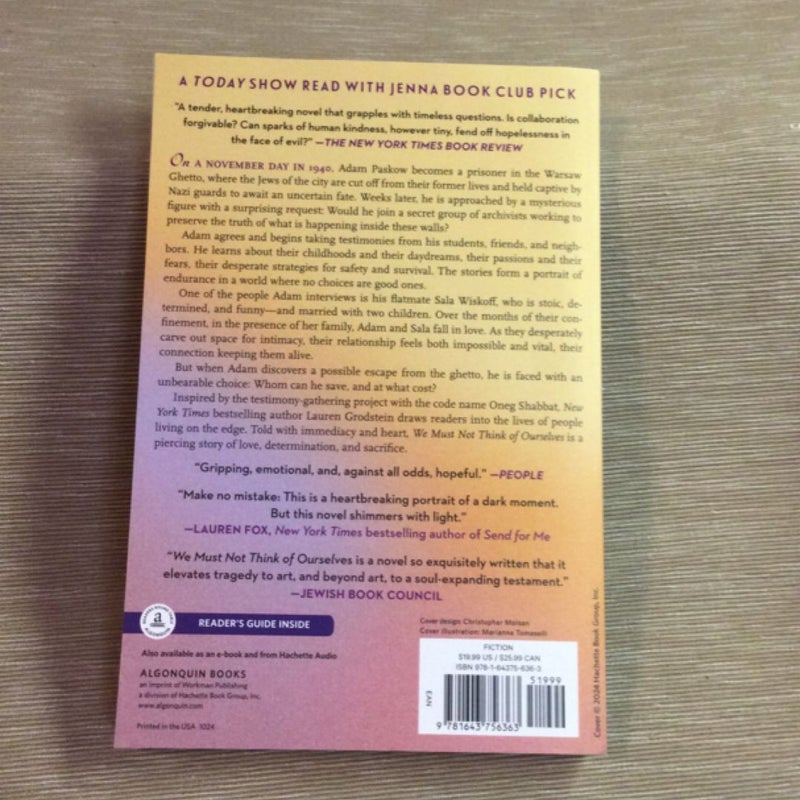 A TODAY SHOW READ WITH JENNA BOOK CLUB PICK
"A tender, heartbreaking novel that grapples with timeless questions. Is collaboration
forgivable? Can sparks of human kindness, however tiny, fend off hopelessness in
the face of evil?" —THE NEW YORK TIMES BOOK REVIEW
On A NOVEMBER DAY IN 1940, Adam Paskow becomes a prisoner in the Warsaw
Ghetto, where the Jews of the city are cut off from their former lives and held captive by
Nazi guards to await an uncertain fate. Weeks later, he is approached by a mysterious
figure with a surprising request: Would he join a secret group of archivists working to
preserve the truth of what is happening inside these walls?
Adam agrees and begins taking testimonies from his students, friends, and neigh-
bors. He learns about their childhoods and their daydreams, their passions and their
fears, their desperate strategies for safety and survival. The stories form a portrait of
endurance in a world where no choices are good ones.
One of the people Adam interviews is his flatmate Sala Wiskoff, who is stoic, de-
termined, and funny—and married with two children. Over the months of their con-
finement, in the presence of her family, Adam and Sala fall in love. As they desperately
carve out space for intimacy, their relationship feels both impossible and vital, their
connection keeping them alive.
But when Adam discovers a possible escape from the ghetto, he is faced with an
unbearable choice: Whom can he save, and at what cost?
Inspired by the testimony-gathering project with the code name Oneg Shabbat, New
York Times bestselling author Lauren Grodstein draws readers into the lives of people
living on the edge. Told with immediacy and heart, We Must Not Think of Ourselves is a
piercing story of love, determination, and sacrifice.
"Gripping, emotional, and, against all odds, hopeful." —PEOPLE
"Make no mistake: This is a heartbreaking portrait of a dark moment.
But this novel shimmers with light."
—LAUREN FOX, New York Times bestselling author of Send for Me
"We Must Not Think of Ourselves is a novel so exquisitely written that it
elevates tragedy to art, and beyond art, to a soul-expanding testament."
—JEWISH BOOK COUNCIL
a
READER'S GUIDE INSIDE
Also available as an e-book and from Hachette Audio
ALGONQUIN BOOKS
an imprint of Workman Publishing
a division of Hachette Book Group, Inc.
www.algonquin.com
Printed in the USA 1024
Cover design: Christopher Moisan
Cover illustration: Marianna Tomaselli
FICTION
$19.99 US / $25.99 CAN
ISBN 978-1-64375-636-3
51999
EAN
9 781643 756363
Cover © 2024 Hachette Book Group, Inc.